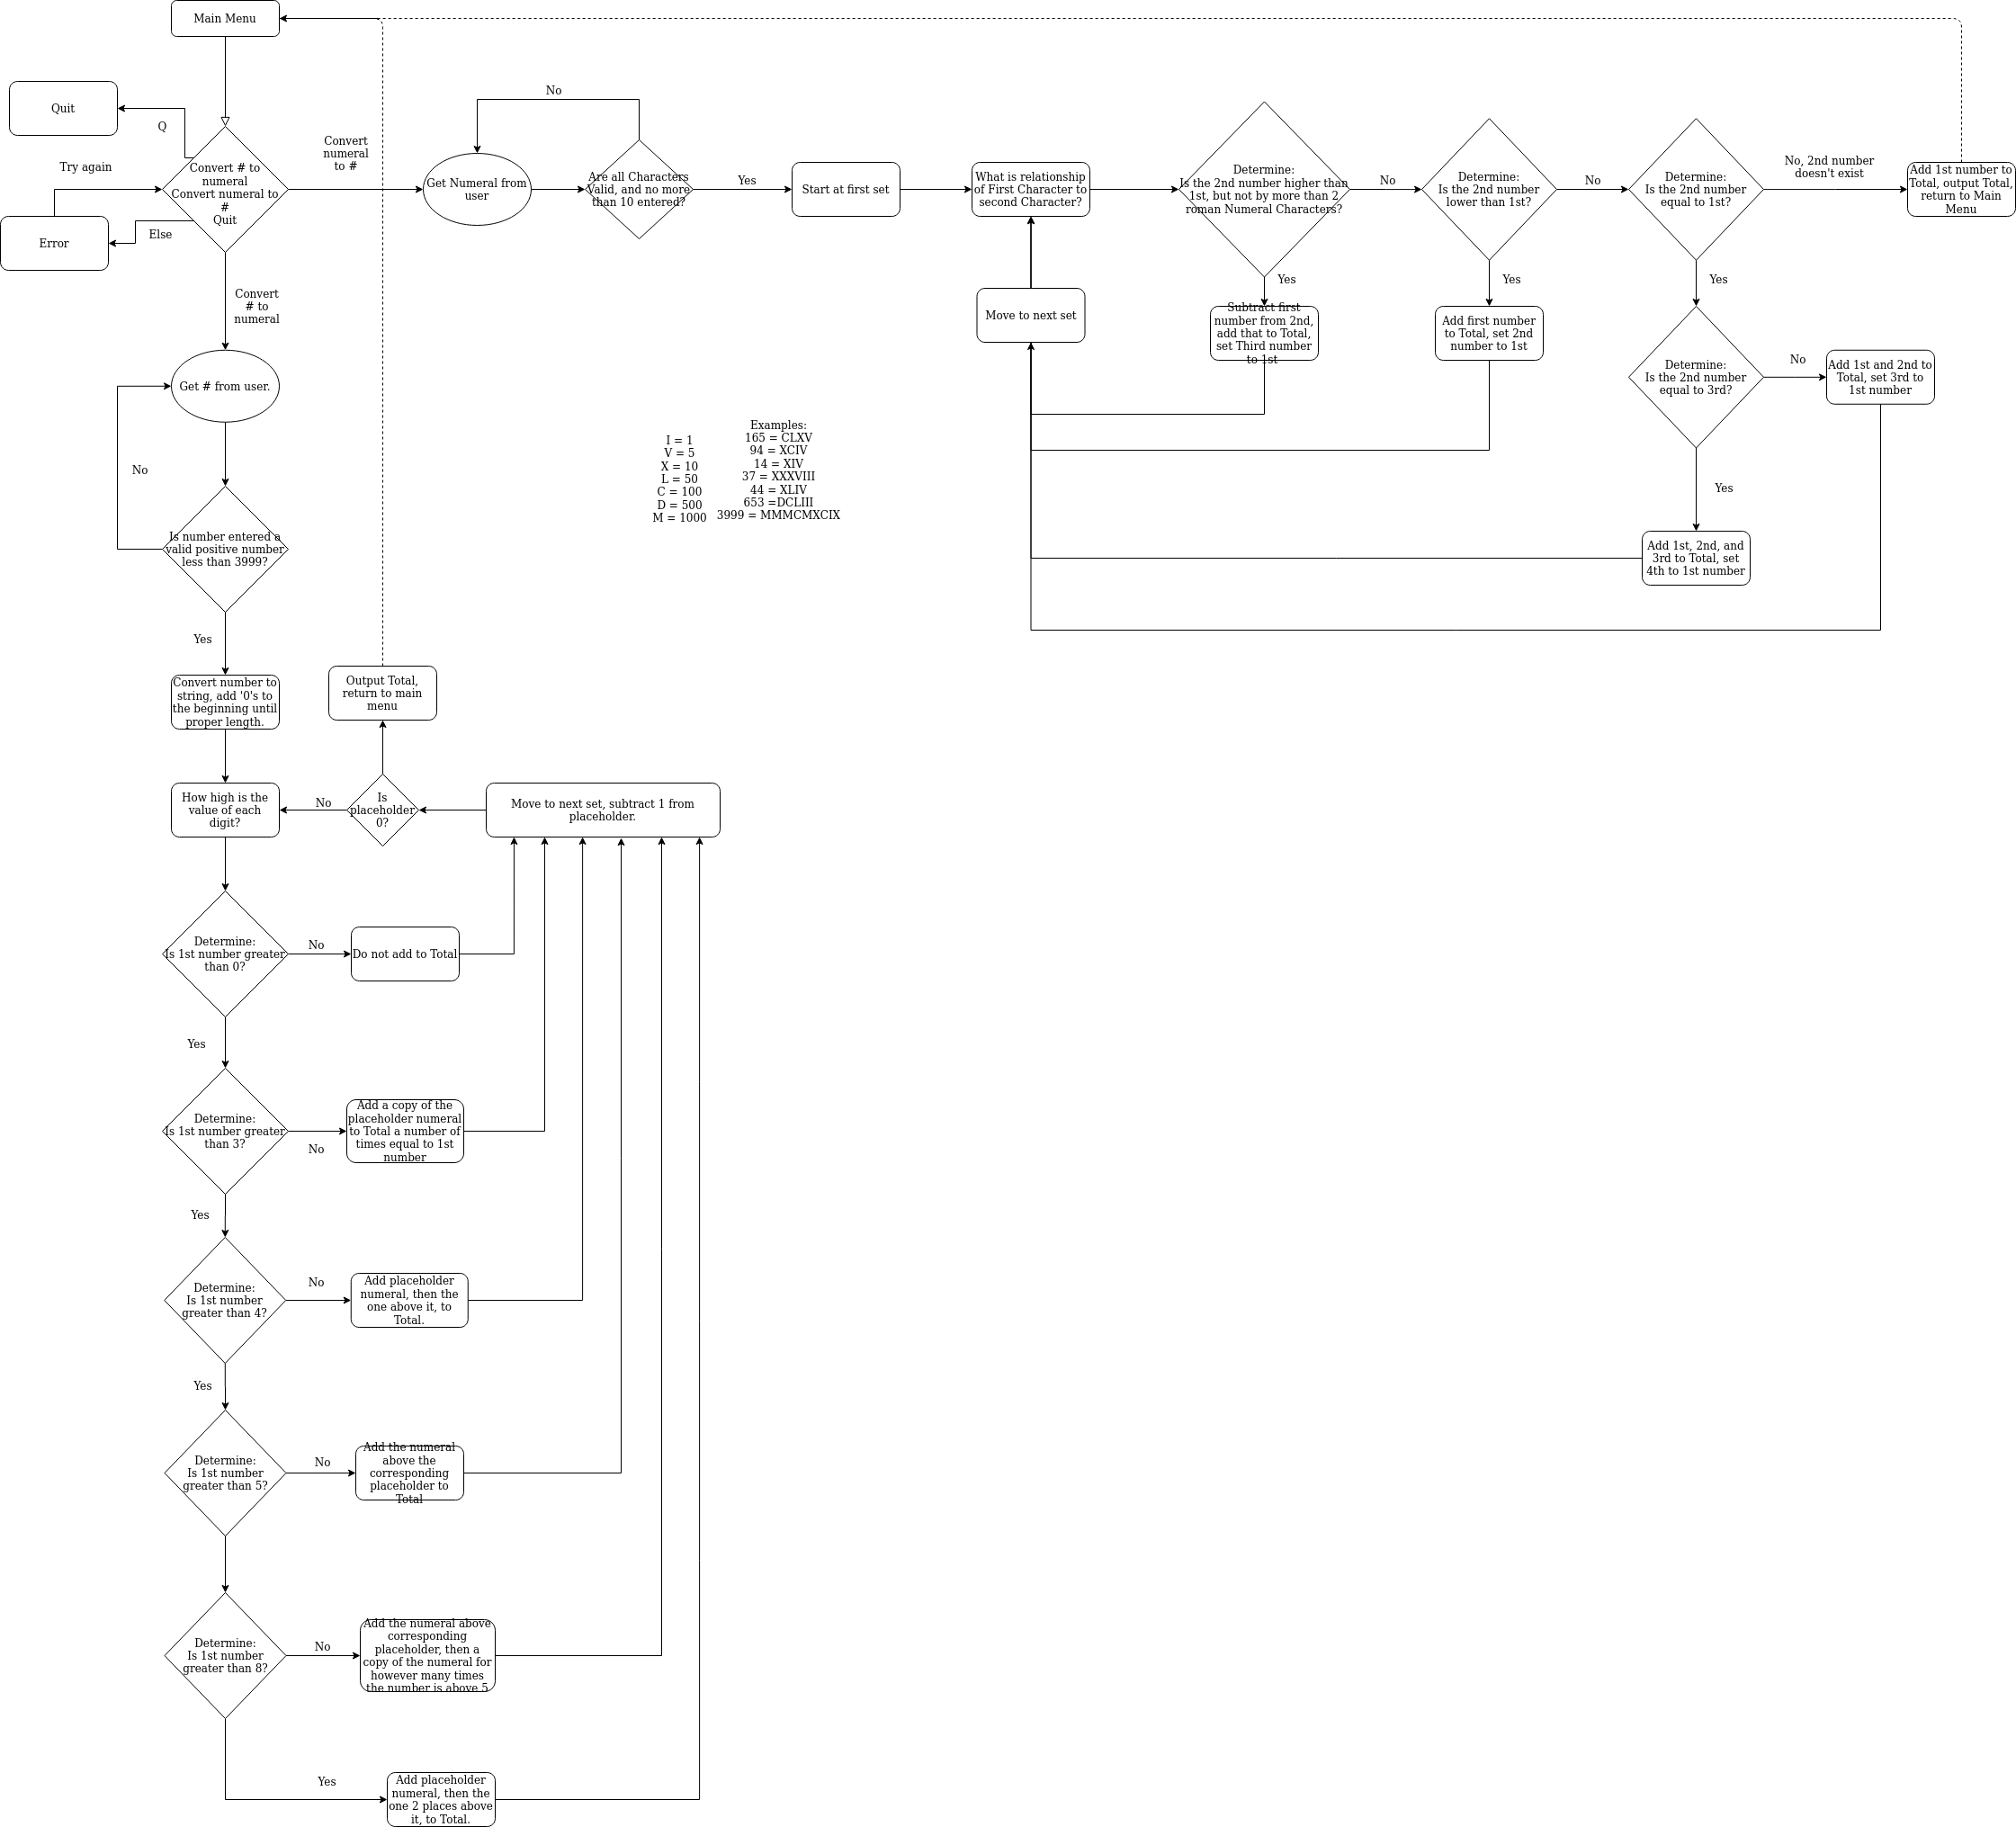 Main Menu
Quit
Q
Try again
Convert # to
numeral
Convert numeral to
#
Quit
Error
Else
Convert
numeral
to #
Get Numeral from
user
No
Are all Characters
Valid, and no more
than 10 entered?
Yes
Start at first set
What is relationship
of First Character to
second Character?
Determine:
Is the 2nd number higher than
1st, but not by more than 2
roman Numeral Characters?
No
Determine:
Is the 2nd number
lower than 1st?
No
Determine:
Is the 2nd number
equal to 1st?
No, 2nd number
doesn't exist
Add 1st number to
Total, output Total,
return to Main
Menu
Move to next set
Yes
Subtract first
number from 2nd,
add that to Total,
set Third number
to 1st
Yes
Add first number
to Total, set 2nd
number to 1st
Yes
Determine:
Is the 2nd number
equal to 3rd?
No
Add 1st and 2nd to
Total, set 3rd to
1st number
Yes
Add 1st, 2nd, and
3rd to Total, set
4th to 1st number
Convert
# to
numeral
Get # from user.
No
Is number entered a
valid positive number
less than 3999?
Yes
I = 1
V = 5
X = 10
L = 50
C = 100
D = 500
M = 1000
Examples:
165 = CLXV
94 = XCIV
14 = XIV
37 = XXXVIII
44 = XLIV
653 =DCLIII
3999 = MMMCMXCIX
Convert number to
string, add '0's to
the beginning until
proper length.
Output Total,
return to main
menu
How high is the
value of each
digit?
No
Is
placeholder
0?
Move to next set, subtract 1 from
placeholder.
Determine:
Is 1st number greater
than 0?
No
Do not add to Total
Yes
Determine:
Is 1st number greater
than 3?
No
Add a copy of the
placeholder numeral
to Total a number of
times equal to 1st
number
Yes
Determine:
Is 1st number
greater than 4?
No
Add placeholder
numeral, then the
one above it, to
Total.
Yes
Determine:
Is 1st number
greater than 5?
No
Add the numeral
above the
corresponding
placeholder to
Total
Determine:
Is 1st number
greater than 8?
No
Add the numeral above
corresponding
placeholder, then a
copy of the numeral for
however many times
the number is above 5
Yes
Add placeholder
numeral, then the
one 2 places above
it, to Total.